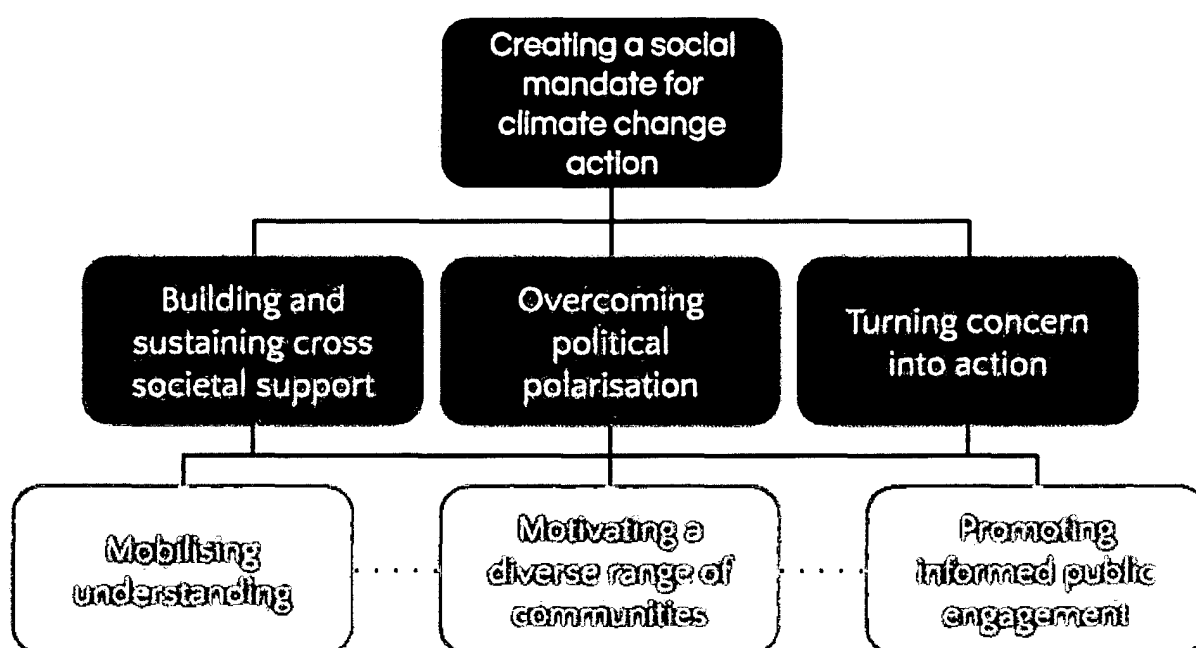 Creating a social
mandate for
climate change
action
Building and
sustaining cross
societal support
Overcoming
political
polarisation
Turning concern
into action
Mobilising
understanding
Motivating a
diverse range of
communities
Promoting
informed public
engagement